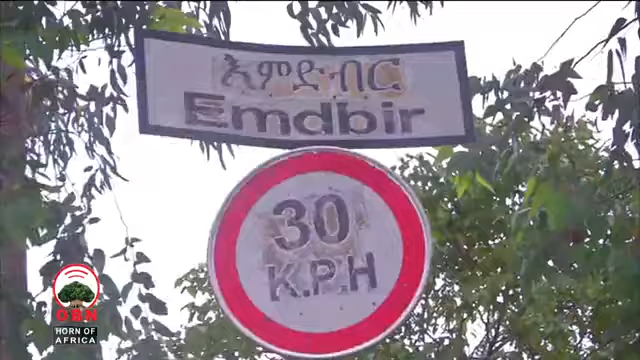 እምድብር
Emdbir
30
K.P.H
OBN
HORN OF
AFRICA